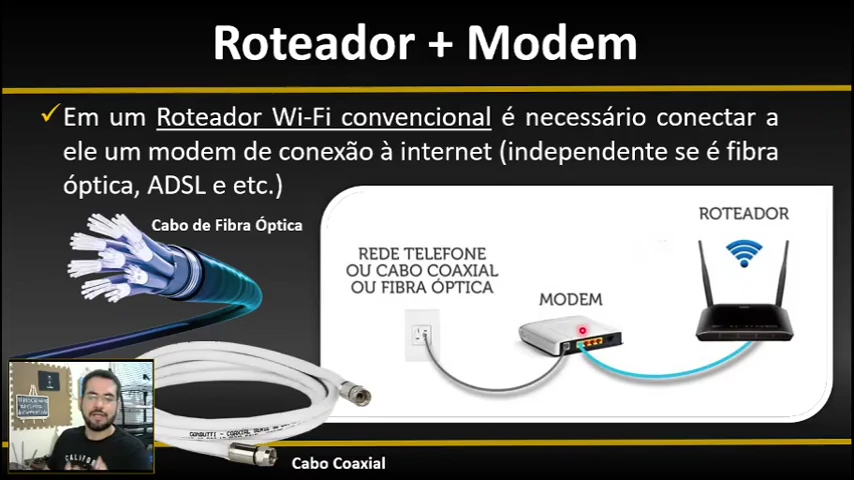 Roteador + Modem
Em um Roteador Wi-Fi convencional é necessário conectar a
ele um modem de conexão à internet (independente se é fibra
óptica, ADSL e etc.)
Cabo de Fibra Óptica
ROTEADOR
REDE TELEFONE
OU CABO COAXIAL
OU FIBRA ÓPTICA
MODEM
Cabo Coaxial